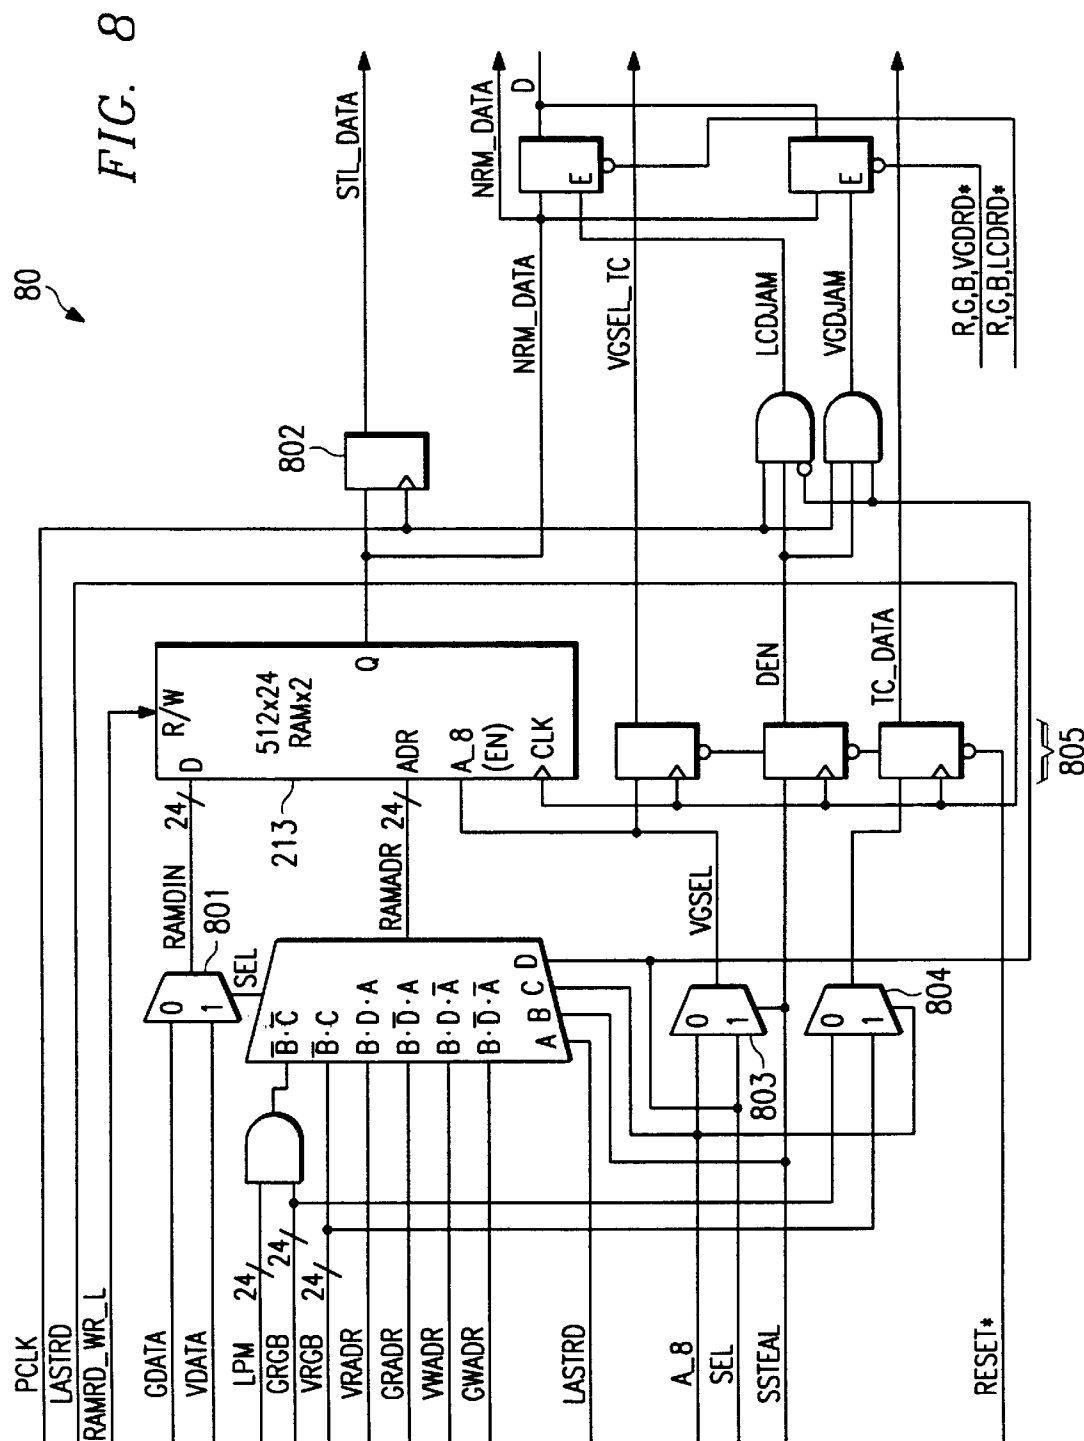 FIG. 8
80
STL_DATA
NRM_DATA
D
NRM_DATA
VGSEL_TC
E
E
LCDJAM
VGDJAM
R,G,B,VGDRD*
R,G,B,LCDRD*
802
R/W
D
512x24
RAMx2
Q
ADR
A_8
(EN)
CLK
213
DEN
TC_DATA
805
RAMDIN
24
801
0
1
SEL
RAMADR
24
B̅·C̅
B̅·C
B·D·A
B·D̅·A
B·D·A̅
B·D̅·A̅
A
B
C
D
VGSEL
0
1
803
0
1
804
PCLK
LASTRD
RAMRD_WR_L
GDATA
VDATA
LPM
24
GRGB
24
VRGB
24
VRADR
GRADR
VWADR
GWADR
LASTRD
A_8
SEL
SSTEAL
RESET*